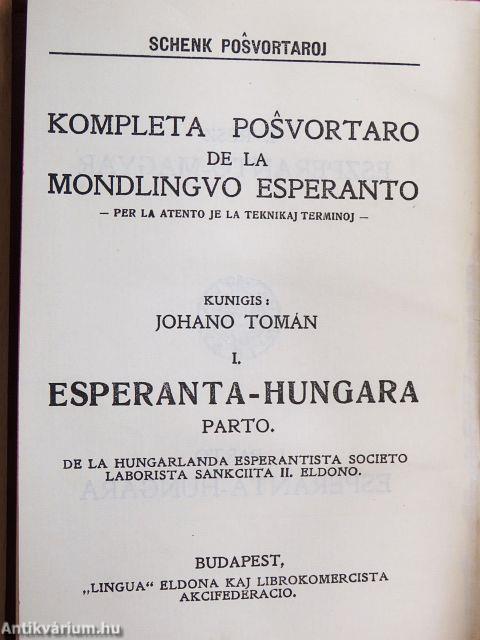 SCHENK POŜVORTAROJ
KOMPLETA POŜVORTARO
DE LA
MONDLINGVO ESPERANTO
— PER LA ATENTO JE LA TEKNIKAJ TERMINOJ —
KUNIGIS:
JOHANO TOMÁN
I.
ESPERANTA-HUNGARA
PARTO.
DE LA HUNGARLANDA ESPERANTISTA SOCIETO
LABORISTA SANKCIITA II. ELDONO.
BUDAPEST,
„LINGUA" ELDONA KAJ LIBROKOMERCISTA
AKCIFEDERACIO.
Antikvárium.hu